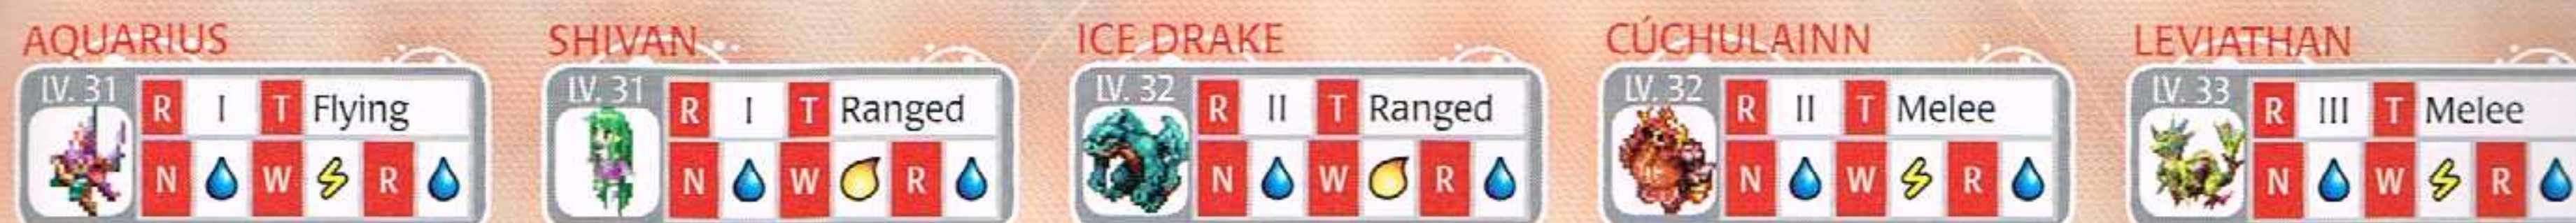 AQUARIUS
LV. 31
R I T Flying
N W R
SHIVAN
LV. 31
R I T Ranged
N W R
ICE DRAKE
LV. 32
R II T Ranged
N W R
CÚCHULAINN
LV. 32
R II T Melee
N W R
LEVIATHAN
LV. 33
R III T Melee
N W R